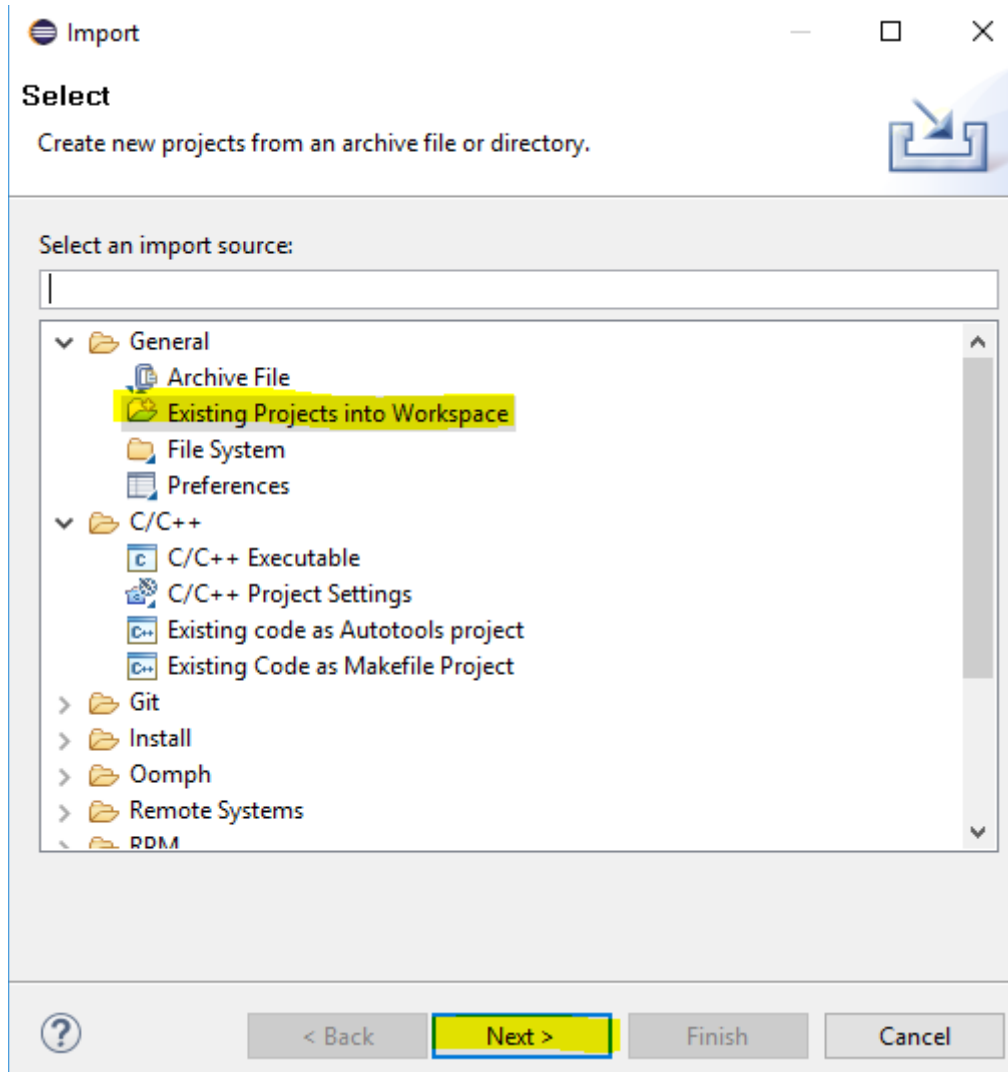 Import
Select
Create new projects from an archive file or directory.
Select an import source:
General
Archive File
Existing Projects into Workspace
File System
Preferences
C/C++
C/C++ Executable
C/C++ Project Settings
Existing code as Autotools project
Existing Code as Makefile Project
Git
Install
Oomph
Remote Systems
RPM
? < Back Next > Finish Cancel